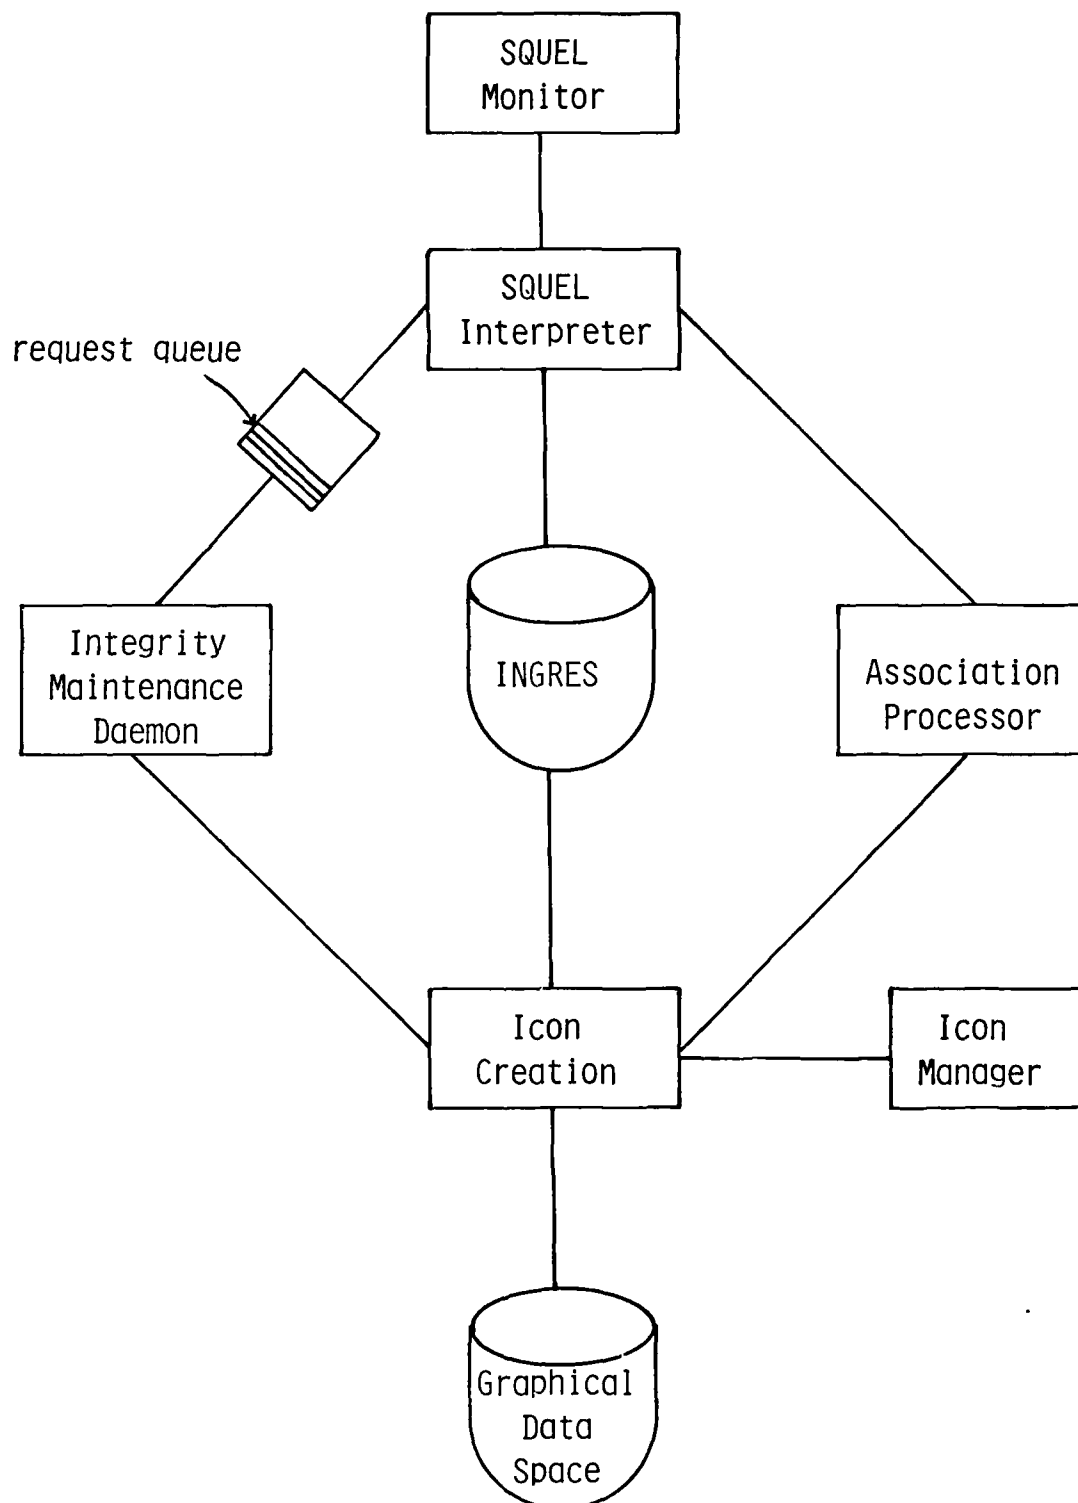 SQUEL
Monitor
SQUEL
Interpreter
request queue
Integrity
Maintenance
Daemon
INGRES
Association
Processor
Icon
Creation
Icon
Manager
Graphical
Data
Space